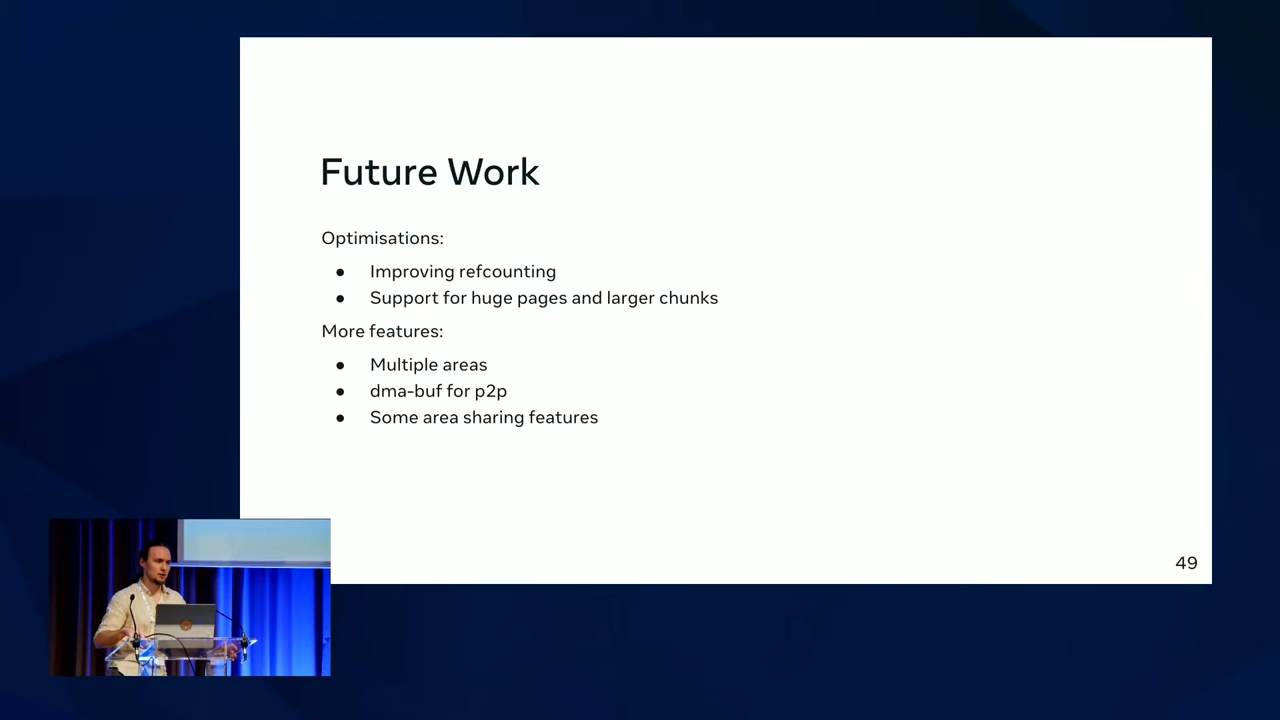 Future Work
Optimisations:
● Improving refcounting
● Support for huge pages and larger chunks
More features:
● Multiple areas
● dma-buf for p2p
● Some area sharing features
49